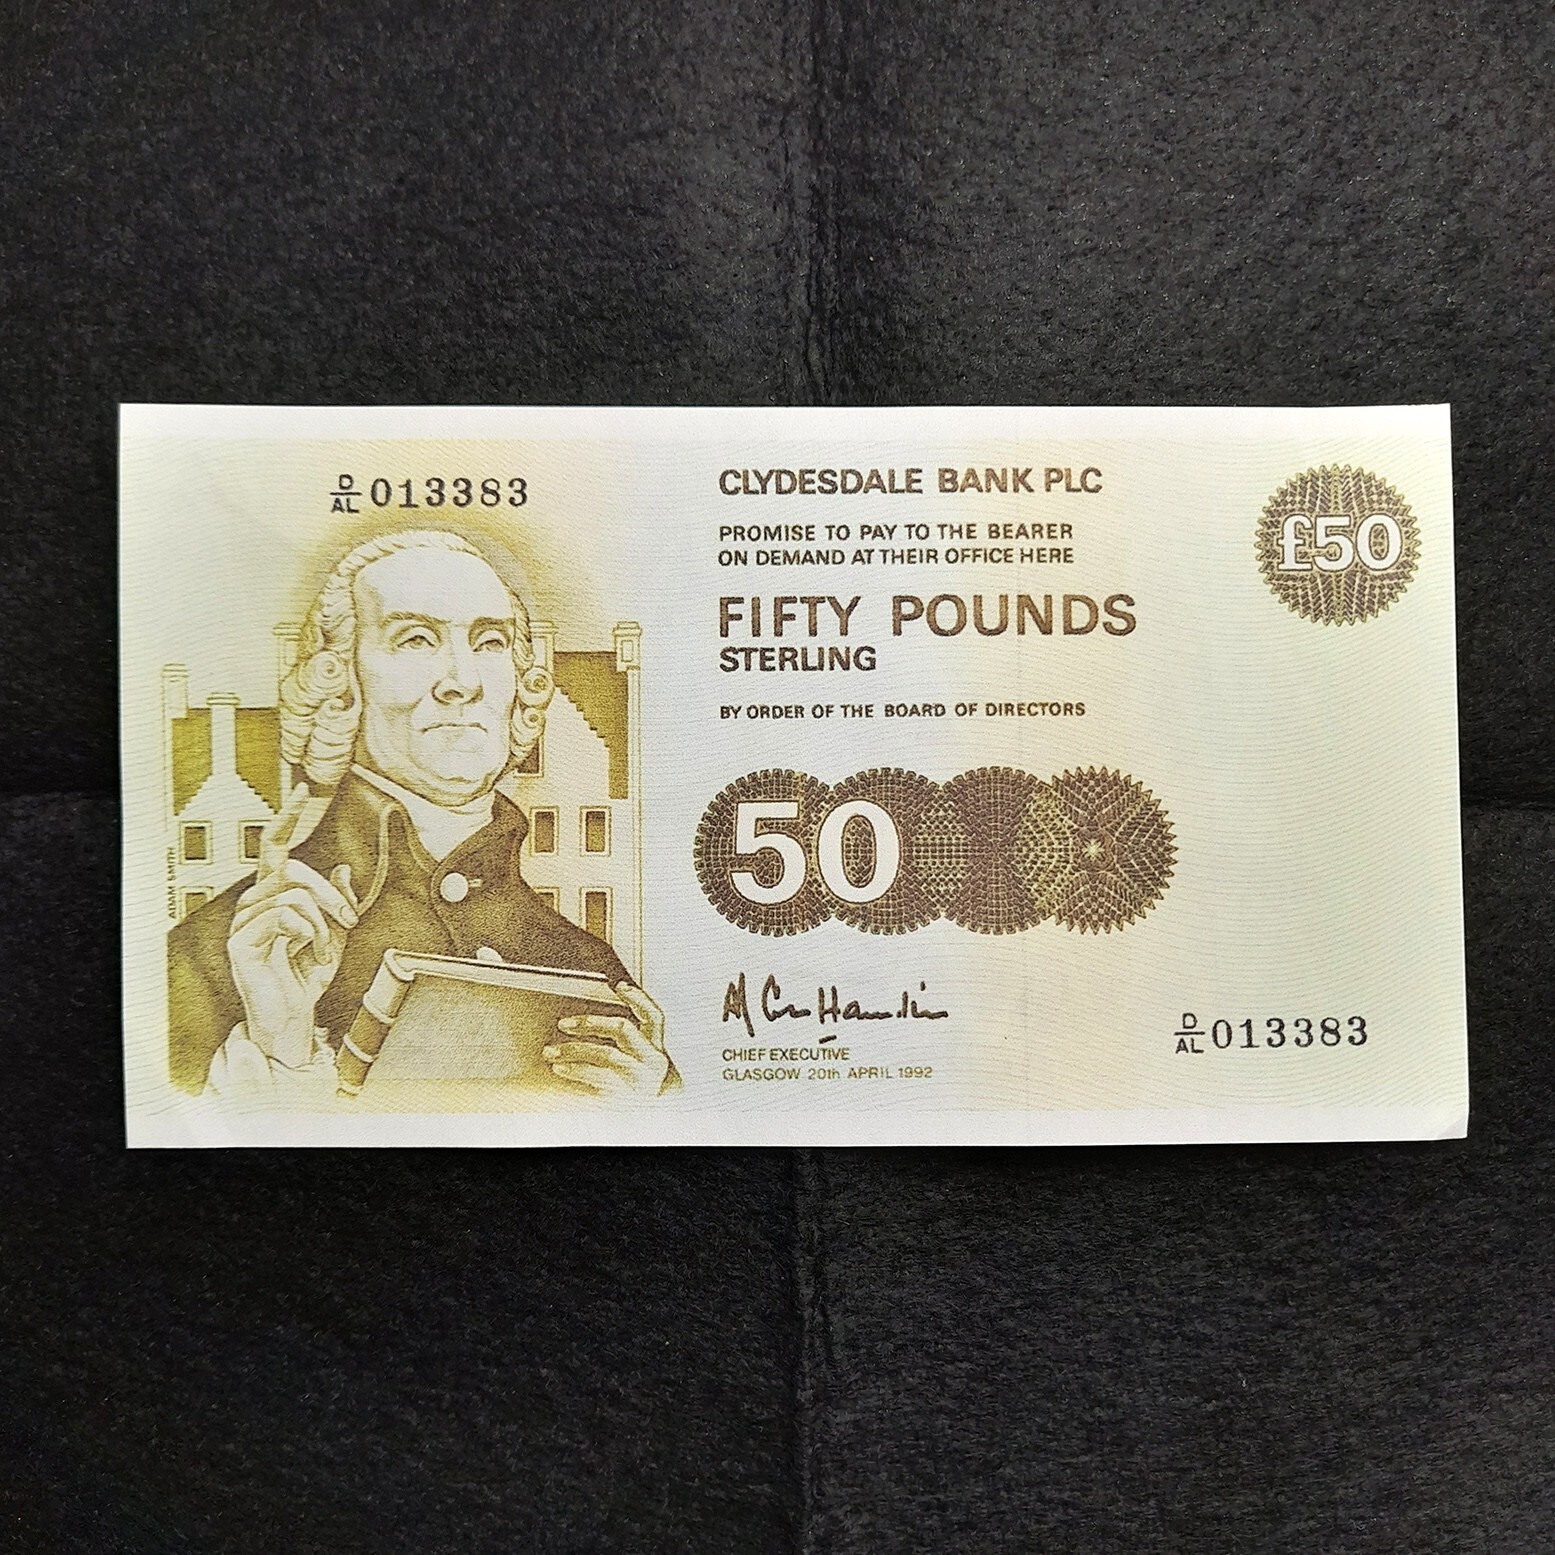 D/AL 013383
CLYDESDALE BANK PLC
PROMISE TO PAY TO THE BEARER
ON DEMAND AT THEIR OFFICE HERE
FIFTY POUNDS
STERLING
BY ORDER OF THE BOARD OF DIRECTORS
£50
ADAM SMITH
50
CHIEF EXECUTIVE
GLASGOW 20th APRIL 1992
D/AL 013383